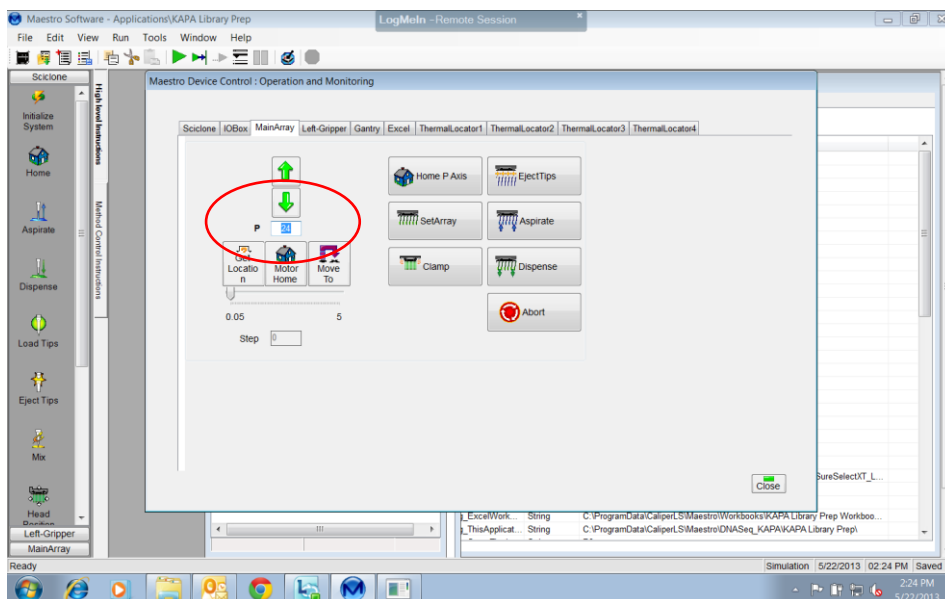 Maestro Software - Applications\KAPA Library Prep
LogMeIn - Remote Session
File Edit View Run Tools Window Help
Sciclone
High level Instructions
Method Control Instructions
Initialize
System
Home
Aspirate
Dispense
Load Tips
Eject Tips
Mix
Head
Position
Left-Gripper
MainArray
Maestro Device Control : Operation and Monitoring
Sciclone IOBox MainArray Left-Gripper Gantry Excel ThermalLocator1 ThermalLocator2 ThermalLocator3 ThermalLocator4
P 24
Get
Locatio
n
Motor
Home
Move
To
0.05 5
Step 0
Home P Axis
EjectTips
SetArray
Aspirate
Clamp
Dispense
Abort
Close
SureSelectXT_L...
_ExcelWork... String C:\ProgramData\CaliperLS\Maestro\Workbooks\KAPA Library Prep Workboo...
_ThisApplicat... String C:\ProgramData\CaliperLS\Maestro\DNASeq_KAPA\KAPA Library Prep\
Ready
Simulation 5/22/2013 02:24 PM Saved
2:24 PM
5/22/2013